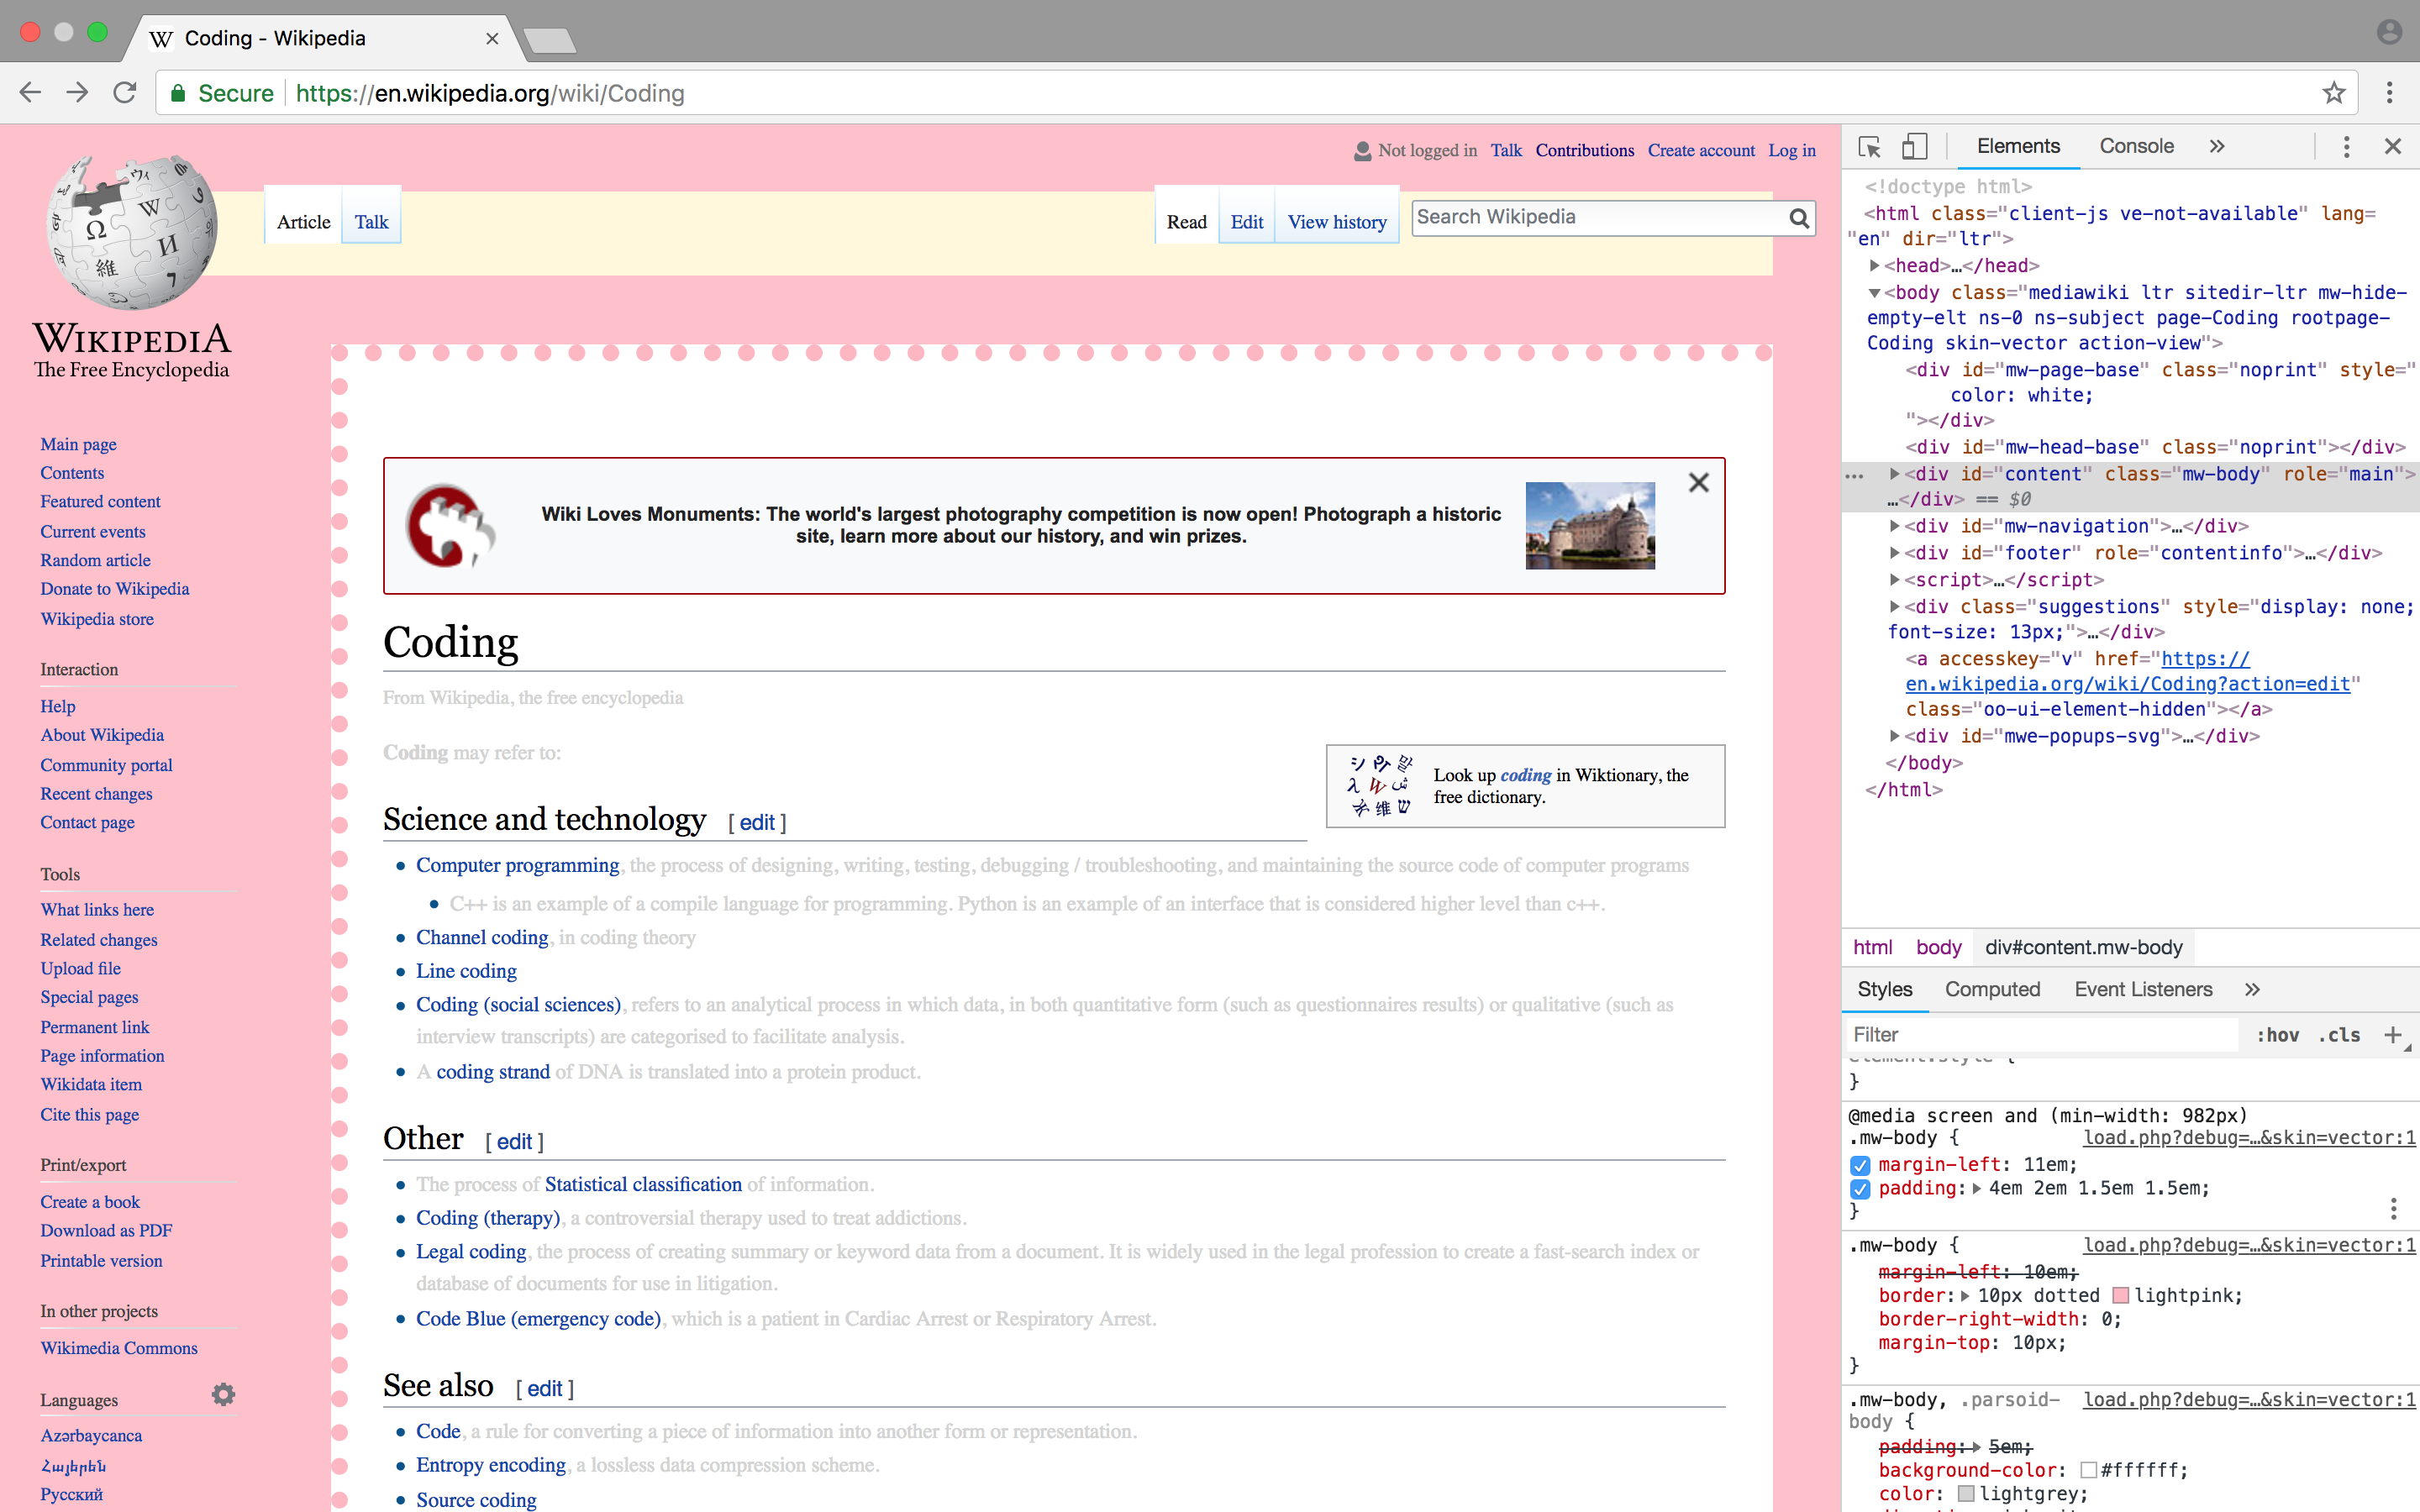 Coding - Wikipedia
Secure
https://en.wikipedia.org/wiki/Coding
Not logged in Talk Contributions Create account Log in
Article Talk
Read Edit View history
Search Wikipedia
WIKIPEDIA
The Free Encyclopedia
Main page
Contents
Featured content
Current events
Random article
Donate to Wikipedia
Wikipedia store
Interaction
Help
About Wikipedia
Community portal
Recent changes
Contact page
Tools
What links here
Related changes
Upload file
Special pages
Permanent link
Page information
Wikidata item
Cite this page
Print/export
Create a book
Download as PDF
Printable version
In other projects
Wikimedia Commons
Languages
Azərbaycanca
Հայերեն
Русский
Wiki Loves Monuments: The world's largest photography competition is now open! Photograph a historic
site, learn more about our history, and win prizes.
Coding
From Wikipedia, the free encyclopedia
Coding may refer to:
Look up coding in Wiktionary, the
free dictionary.
Science and technology [ edit ]
Computer programming, the process of designing, writing, testing, debugging / troubleshooting, and maintaining the source code of computer programs
C++ is an example of a compile language for programming. Python is an example of an interface that is considered higher level than c++.
Channel coding, in coding theory
Line coding
Coding (social sciences), refers to an analytical process in which data, in both quantitative form (such as questionnaires results) or qualitative (such as
interview transcripts) are categorised to facilitate analysis.
A coding strand of DNA is translated into a protein product.
Other [ edit ]
The process of Statistical classification of information.
Coding (therapy), a controversial therapy used to treat addictions.
Legal coding, the process of creating summary or keyword data from a document. It is widely used in the legal profession to create a fast-search index or
database of documents for use in litigation.
Code Blue (emergency code), which is a patient in Cardiac Arrest or Respiratory Arrest.
See also [ edit ]
Code, a rule for converting a piece of information into another form or representation.
Entropy encoding, a lossless data compression scheme.
Source coding
Elements Console »
<!doctype html>
<html class="client-js ve-not-available" lang=
"en" dir="ltr">
<head>…</head>
<body class="mediawiki ltr sitedir-ltr mw-hide-
empty-elt ns-0 ns-subject page-Coding rootpage-
Coding skin-vector action-view">
<div id="mw-page-base" class="noprint" style="
color: white;
"></div>
<div id="mw-head-base" class="noprint"></div>
… <div id="content" class="mw-body" role="main">
…</div> == $0
<div id="mw-navigation">…</div>
<div id="footer" role="contentinfo">…</div>
<script>…</script>
<div class="suggestions" style="display: none;
font-size: 13px;">…</div>
<a accesskey="v" href="https://
en.wikipedia.org/wiki/Coding?action=edit"
class="oo-ui-element-hidden"></a>
<div id="mwe-popups-svg">…</div>
</body>
</html>
html body div#content.mw-body
Styles Computed Event Listeners »
Filter :hov .cls +
element.style {
}
@media screen and (min-width: 982px)
.mw-body { load.php?debug=…&skin=vector:1
margin-left: 11em;
padding: 4em 2em 1.5em 1.5em;
}
.mw-body { load.php?debug=…&skin=vector:1
margin-left: 10em;
border: 10px dotted lightpink;
border-right-width: 0;
margin-top: 10px;
}
.mw-body, .parsoid- load.php?debug=…&skin=vector:1
body {
padding: 5em;
background-color: #ffffff;
color: lightgrey;